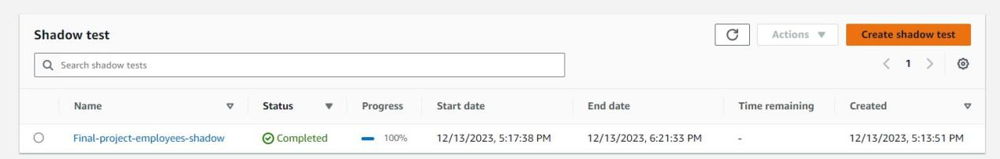 Shadow test
Actions
Create shadow test
Search shadow tests
1
Name Status Progress Start date End date Time remaining Created
Final-project-employees-shadow Completed 100% 12/13/2023, 5:17:38 PM 12/13/2023, 6:21:33 PM - 12/13/2023, 5:13:51 PM